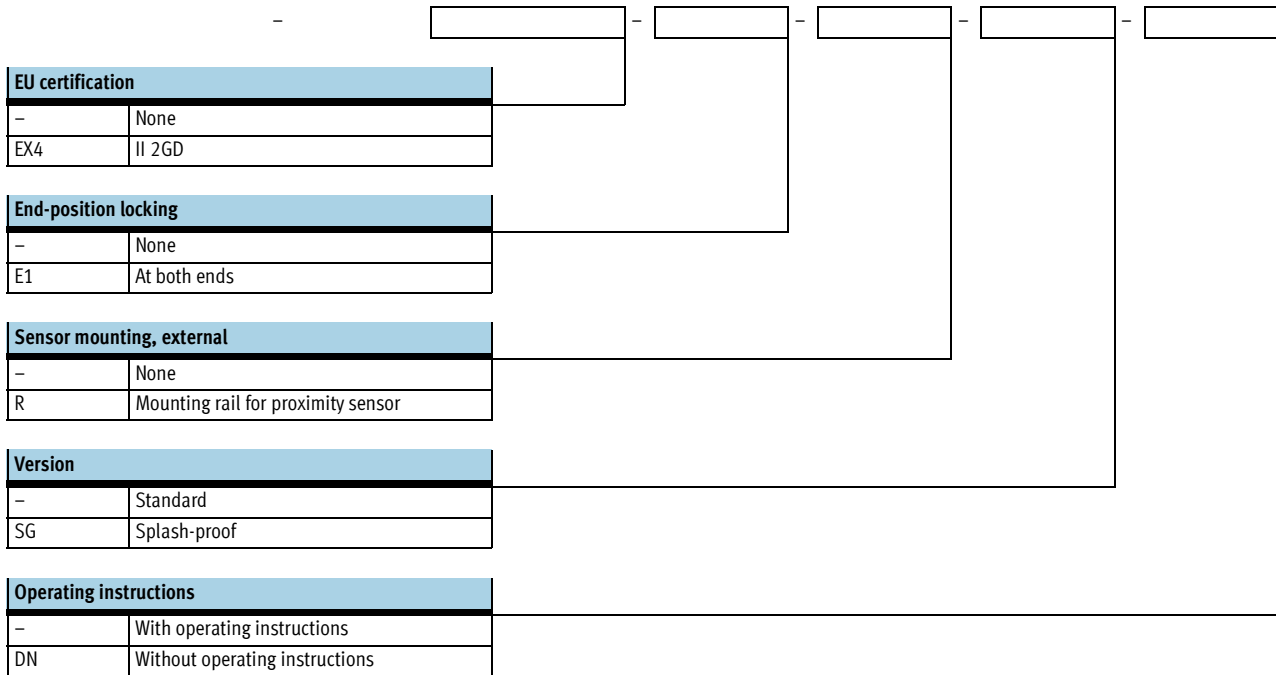 – – – – –
EU certification
– None
EX4 II 2GD
End-position locking
– None
E1 At both ends
Sensor mounting, external
– None
R Mounting rail for proximity sensor
Version
– Standard
SG Splash-proof
Operating instructions
– With operating instructions
DN Without operating instructions